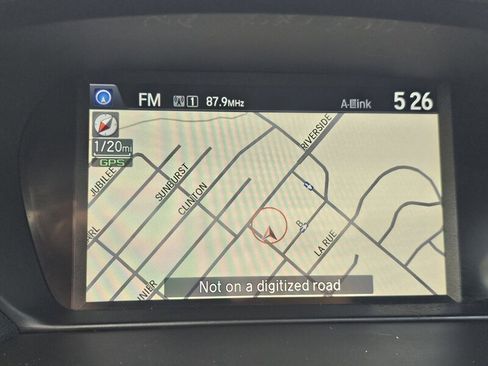 FM 1 87.9MHz A-link 5 26
1/20mi
GPS
RIVERSIDE
JUBILEE
SUNBURST
CLINTON
B
LA RUE
NIER
Not on a digitized road